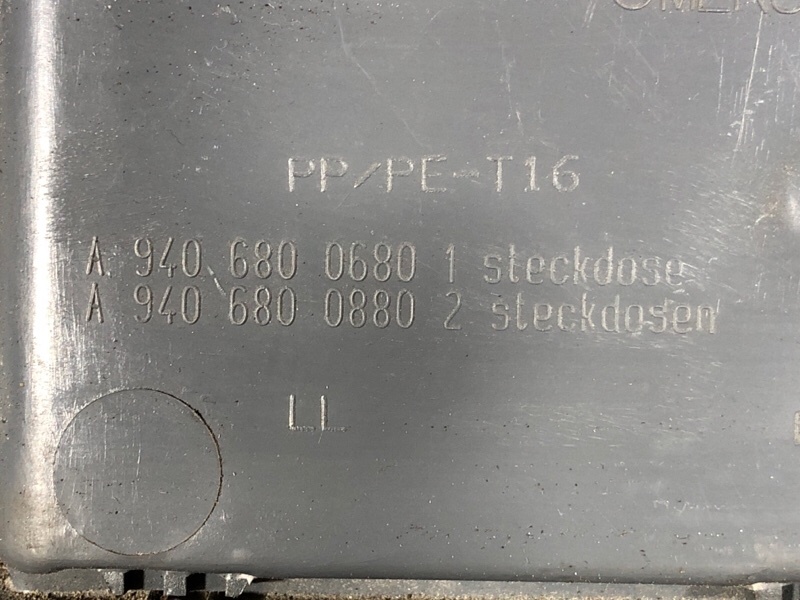 PP/PE-T16
A 940 680 0680 1 steckdose
A 940 680 0880 2 steckdosen
LL